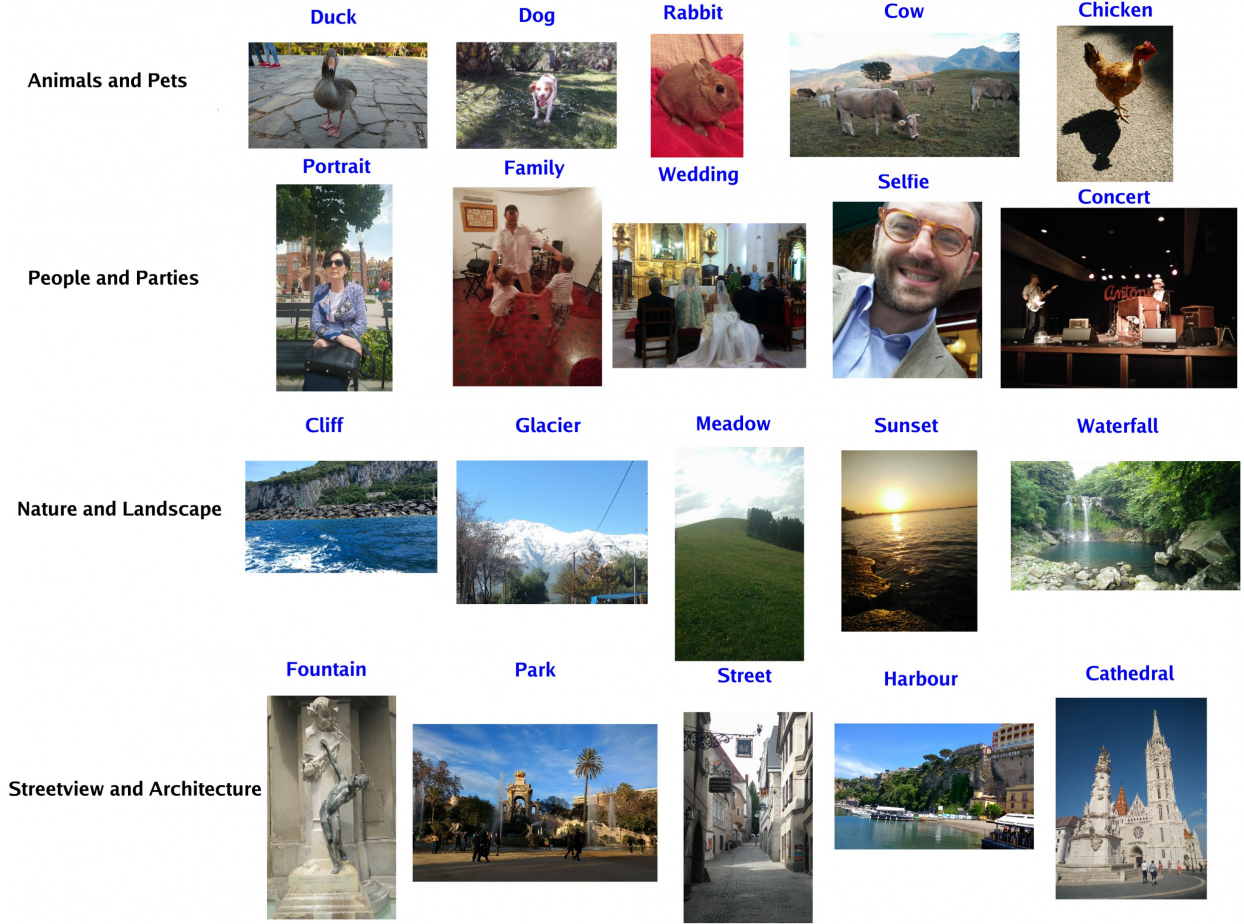 Duck
Dog
Rabbit
Cow
Chicken
Animals and Pets
Portrait
Family
Wedding
Selfie
Concert
People and Parties
Antone
Cliff
Glacier
Meadow
Sunset
Waterfall
Nature and Landscape
Fountain
Park
Street
Harbour
Cathedral
Streetview and Architecture